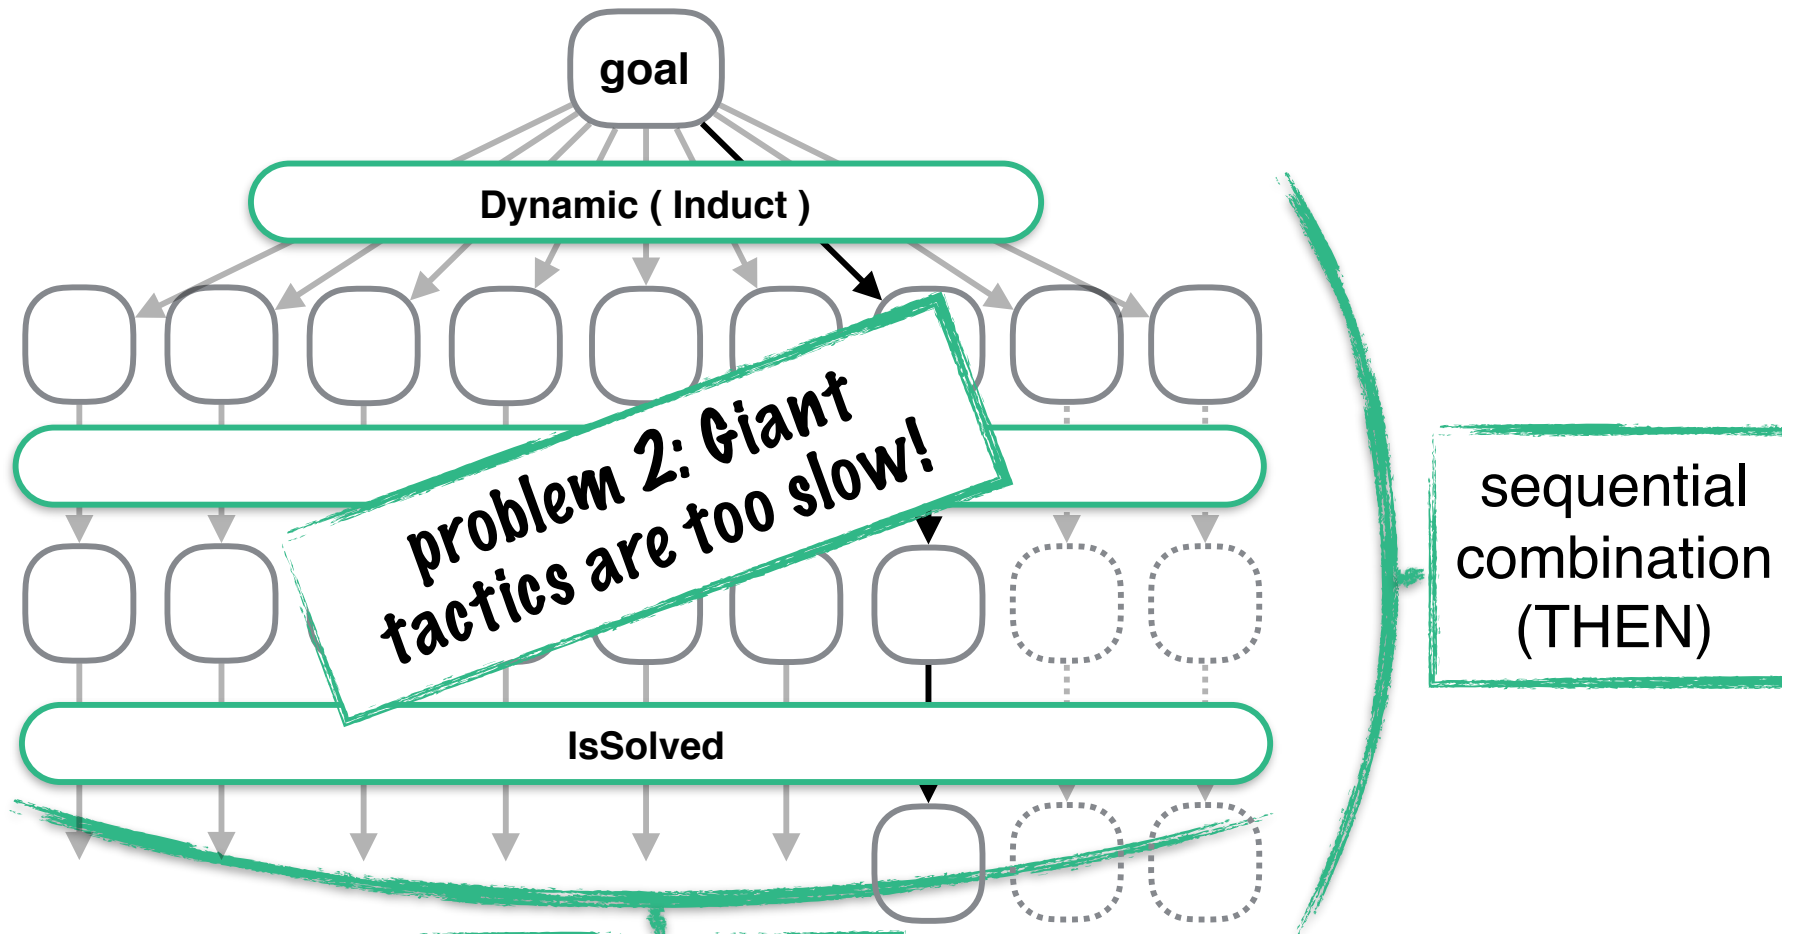 goal
Dynamic ( Induct )
problem 2: Giant
tactics are too slow!
sequential
combination
(THEN)
IsSolved